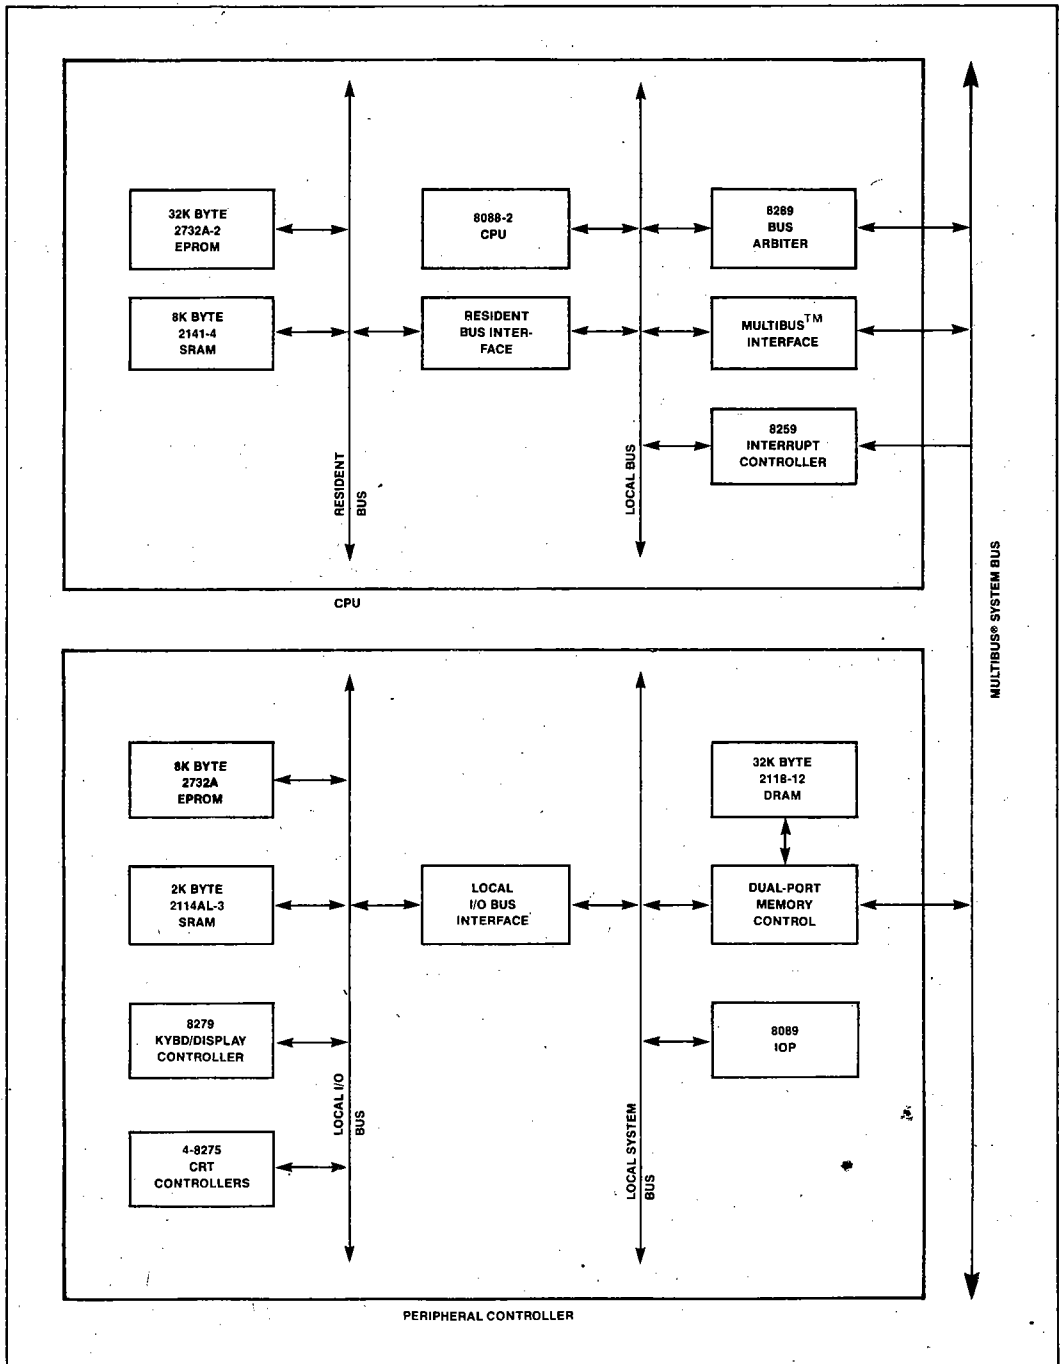 32K BYTE
2732A-2
EPROM
8088-2
CPU
8289
BUS
ARBITER
8K BYTE
2141-4
SRAM
RESIDENT
BUS INTER-
FACE
MULTIBUS™
INTERFACE
8259
INTERRUPT
CONTROLLER
RESIDENT
BUS
LOCAL BUS
CPU
MULTIBUS® SYSTEM BUS
8K BYTE
2732A
EPROM
32K BYTE
2118-12
DRAM
2K BYTE
2114AL-3
SRAM
LOCAL
I/O BUS
INTERFACE
DUAL-PORT
MEMORY
CONTROL
8279
KYBD/DISPLAY
CONTROLLER
8089
IOP
4-8275
CRT
CONTROLLERS
LOCAL I/O
BUS
LOCAL SYSTEM
BUS
PERIPHERAL CONTROLLER